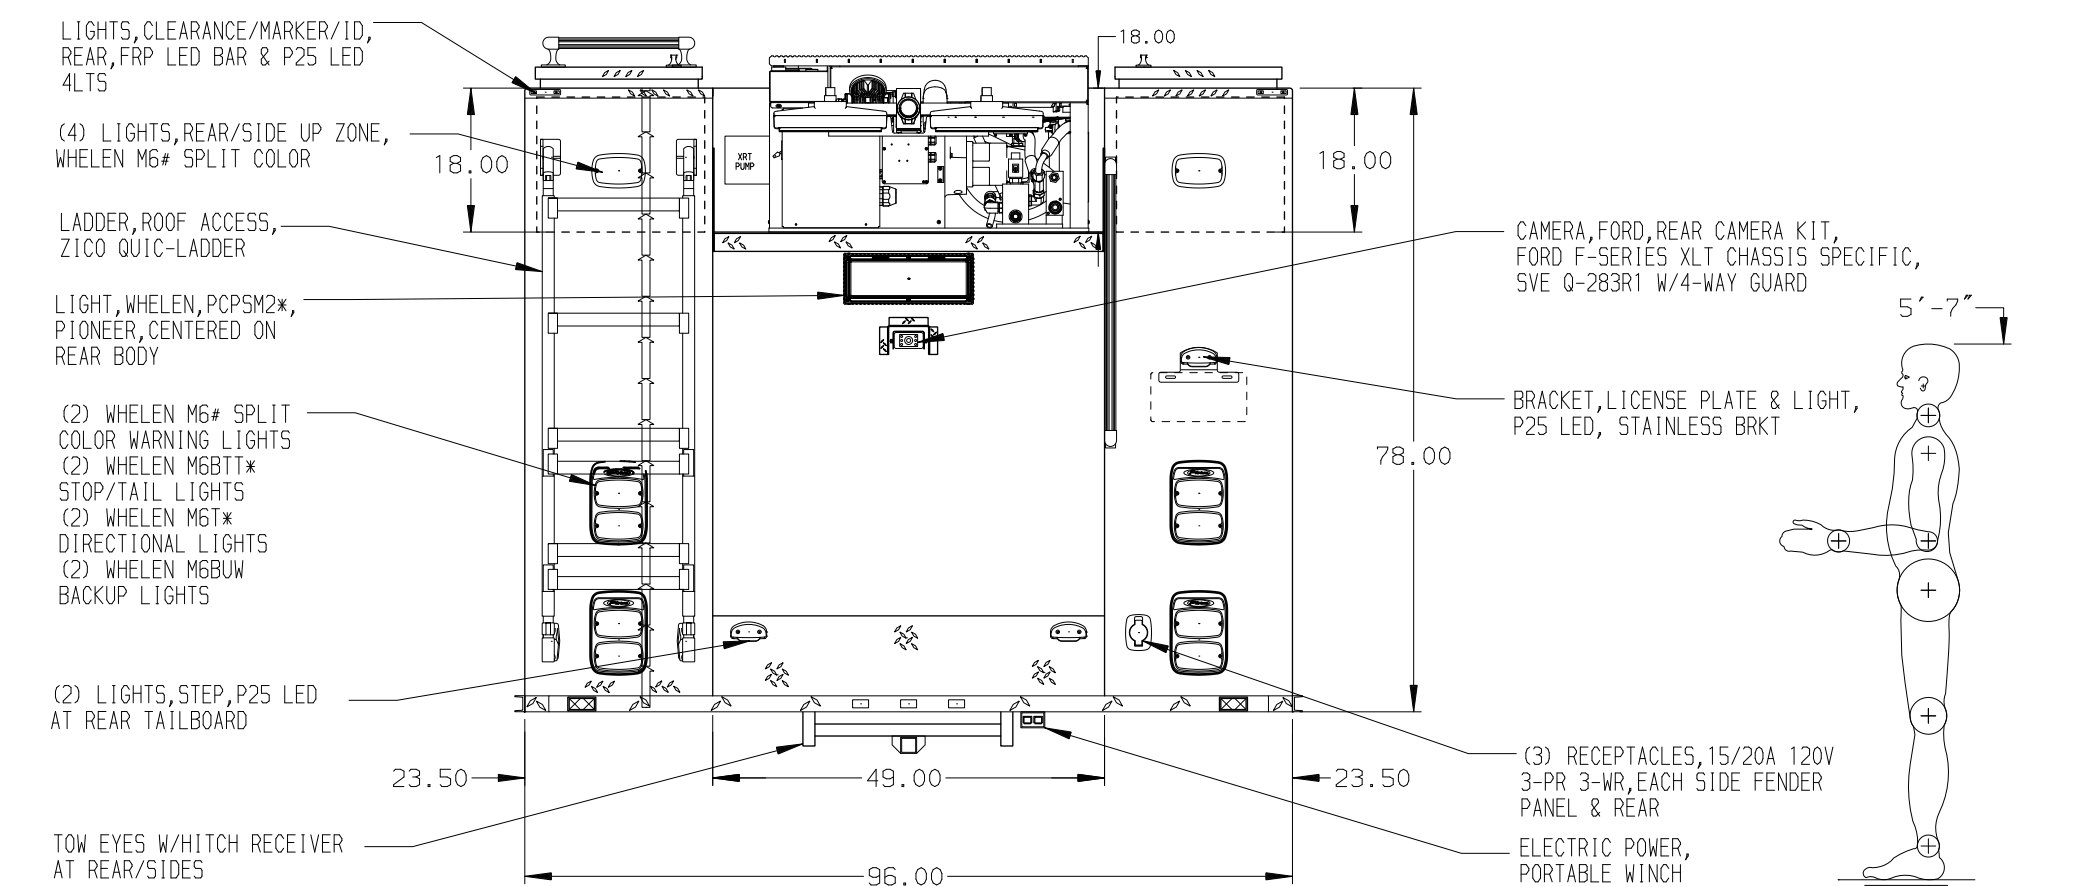 LIGHTS,CLEARANCE/MARKER/ID,
REAR,FRP LED BAR & P25 LED
4LTS
(4) LIGHTS,REAR/SIDE UP ZONE,
WHELEN M6# SPLIT COLOR
LADDER,ROOF ACCESS,
ZICO QUIC-LADDER
LIGHT,WHELEN,PCPSM2*,
PIONEER,CENTERED ON
REAR BODY
(2) WHELEN M6# SPLIT
COLOR WARNING LIGHTS
(2) WHELEN M6BTT*
STOP/TAIL LIGHTS
(2) WHELEN M6T*
DIRECTIONAL LIGHTS
(2) WHELEN M6BUW
BACKUP LIGHTS
(2) LIGHTS,STEP,P25 LED
AT REAR TAILBOARD
TOW EYES W/HITCH RECEIVER
AT REAR/SIDES
18.00
18.00
XRT
PUMP
18.00
78.00
23.50
49.00
23.50
96.00
CAMERA,FORD,REAR CAMERA KIT,
FORD F-SERIES XLT CHASSIS SPECIFIC,
SVE Q-283R1 W/4-WAY GUARD
5'-7"
BRACKET,LICENSE PLATE & LIGHT,
P25 LED, STAINLESS BRKT
(3) RECEPTACLES,15/20A 120V
3-PR 3-WR,EACH SIDE FENDER
PANEL & REAR
ELECTRIC POWER,
PORTABLE WINCH